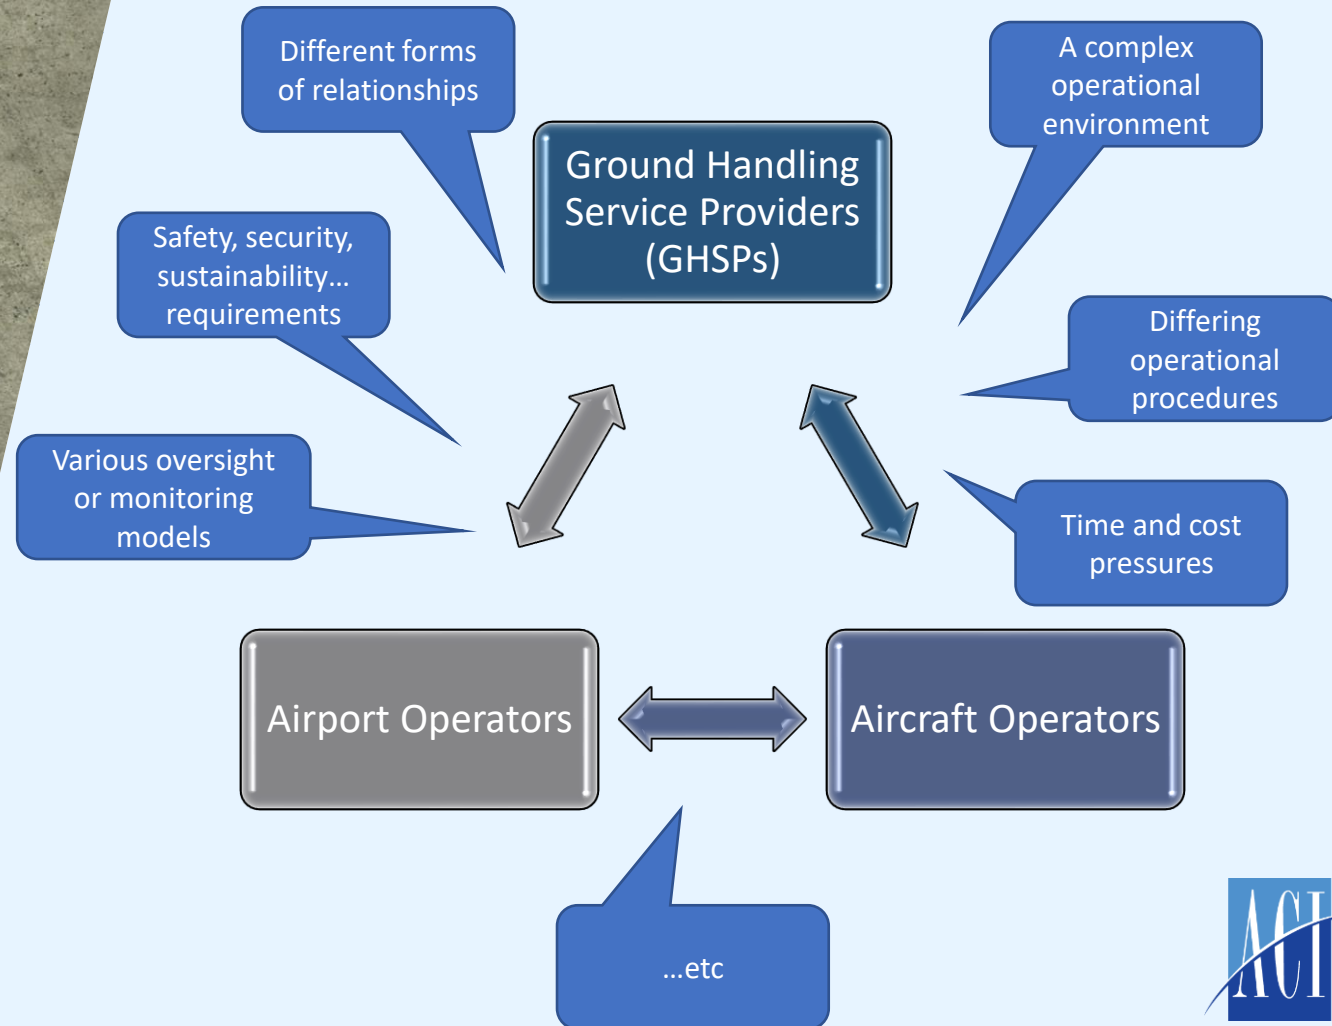 Different forms
of relationships
A complex
operational
environment
Ground Handling
Service Providers
(GHSPs)
Safety, security,
sustainability…
requirements
Differing
operational
procedures
Various oversight
or monitoring
models
Time and cost
pressures
Airport Operators
Aircraft Operators
…etc
ACI